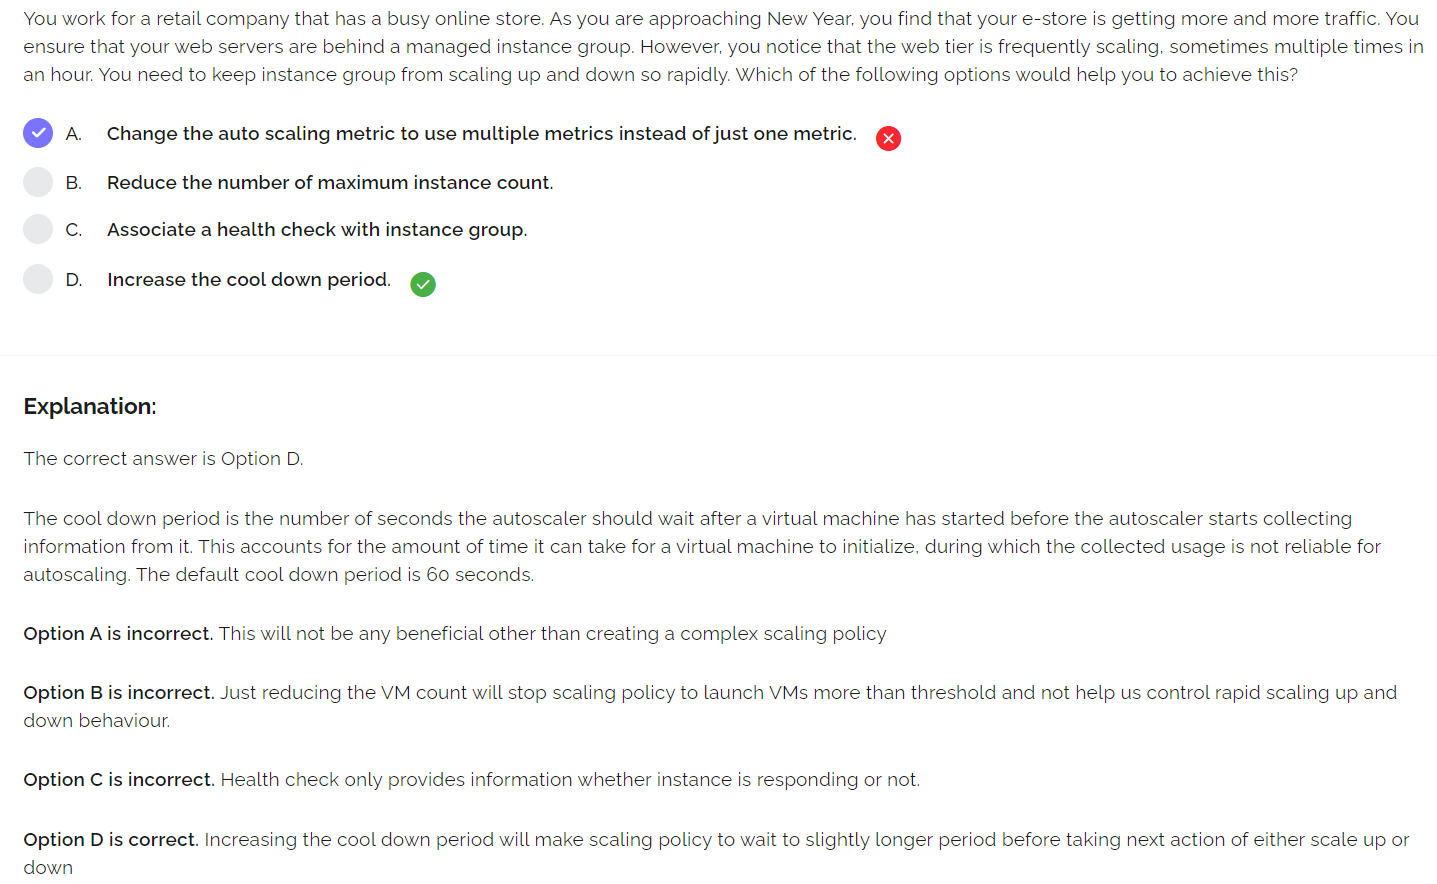 You work for a retail company that has a busy online store. As you are approaching New Year, you find that your e-store is getting more and more traffic. You
ensure that your web servers are behind a managed instance group. However, you notice that the web tier is frequently scaling, sometimes multiple times in
an hour. You need to keep instance group from scaling up and down so rapidly. Which of the following options would help you to achieve this?
A. Change the auto scaling metric to use multiple metrics instead of just one metric.
B. Reduce the number of maximum instance count.
C. Associate a health check with instance group.
D. Increase the cool down period.
Explanation:
The correct answer is Option D.
The cool down period is the number of seconds the autoscaler should wait after a virtual machine has started before the autoscaler starts collecting
information from it. This accounts for the amount of time it can take for a virtual machine to initialize, during which the collected usage is not reliable for
autoscaling. The default cool down period is 60 seconds.
Option A is incorrect. This will not be any beneficial other than creating a complex scaling policy
Option B is incorrect. Just reducing the VM count will stop scaling policy to launch VMs more than threshold and not help us control rapid scaling up and
down behaviour.
Option C is incorrect. Health check only provides information whether instance is responding or not.
Option D is correct. Increasing the cool down period will make scaling policy to wait to slightly longer period before taking next action of either scale up or
down